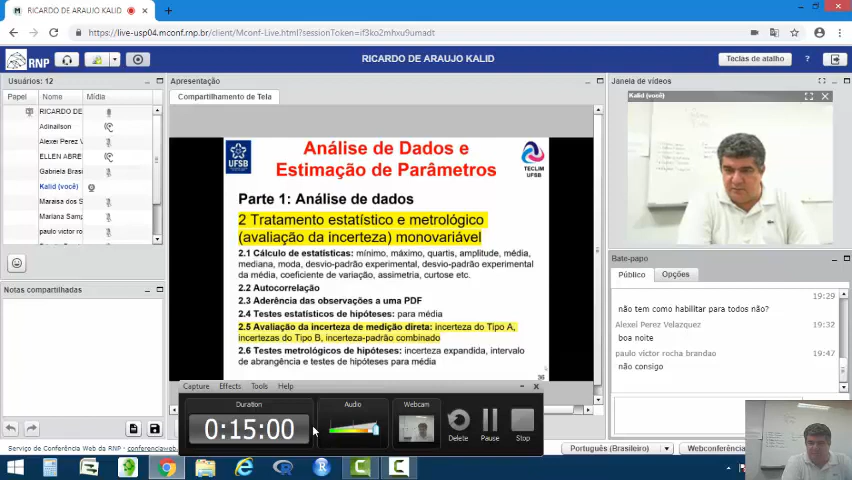 RICARDO DE ARAUJO KALID
https://live-usp04.mconf.rnp.br/client/Mconf-Live.html?sessionToken=if3ko2mhxu9umadt
RNP
RICARDO DE ARAUJO KALID
Teclas de atalho
?
Usuários: 12
Papel
Nome
Mídia
RICARDO DE
Adinailson
Alexei Perez V
ELLEN ABRE
Gabriela Bras
Kalid (você)
Maraisa dos S
Mariana Samp
paulo victor ro
Notas compartilhadas
Apresentação
Compartilhamento de Tela
UFSB
Análise de Dados e
Estimação de Parâmetros
TECLIM
UFSB
Parte 1: Análise de dados
2 Tratamento estatístico e metrológico
(avaliação da incerteza) monovariável
2.1 Cálculo de estatísticas: mínimo, máximo, quartis, amplitude, média,
mediana, moda, desvio-padrão experimental, desvio-padrão experimental
da média, coeficiente de variação, assimetria, curtose etc.
2.2 Autocorrelação
2.3 Aderência das observações a uma PDF
2.4 Testes estatísticos de hipóteses: para média
2.5 Avaliação da incerteza de medição direta: incerteza do Tipo A,
incertezas do Tipo B, incerteza-padrão combinado
2.6 Testes metrológicos de hipóteses: incerteza expandida, intervalo
de abrangência e testes de hipóteses para média
36
Janela de vídeos
Kalid (você)
Bate-papo
Público
Opções
19:29
não tem como habilitar para todos não?
Alexei Perez Velazquez
19:32
boa noite
paulo victor rocha brandao
19:47
não consigo
Capture
Effects
Tools
Help
Duration
0:15:00
Audio
Webcam
Delete
Pause
Stop
Serviço de Conferência Web da RNP
Português (Brasileiro)
Webconferência